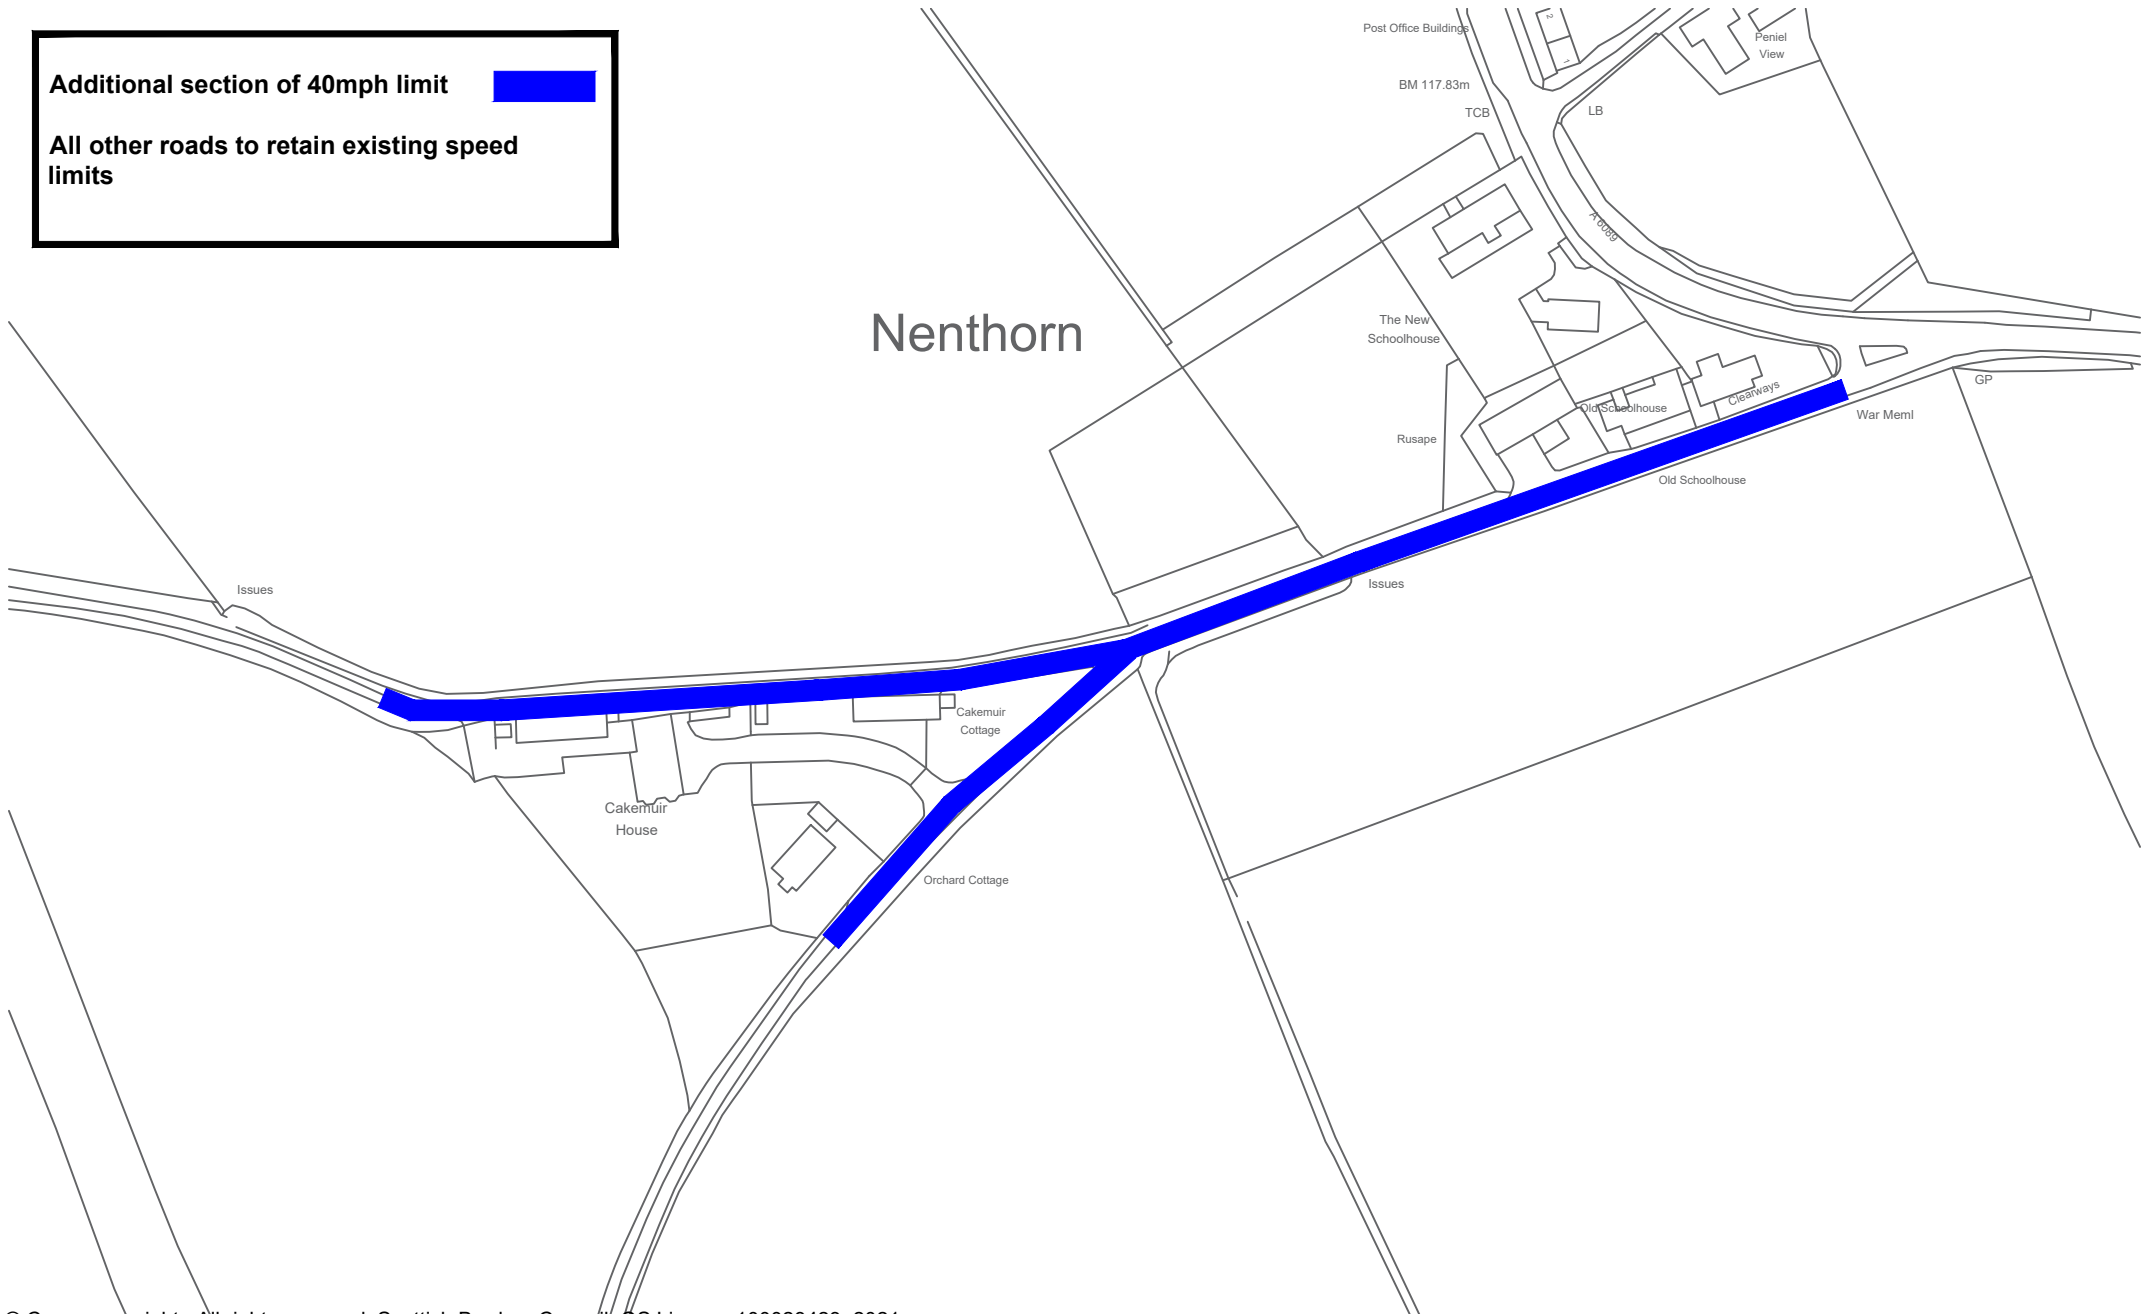 Additional section of 40mph limit
All other roads to retain existing speed
limits
Post Office Buildings
2
1
Peniel
View
BM 117.83m
TCB
LB
A 6089
Nenthorn
The New
Schoolhouse
GP
Clearways
Old Schoolhouse
War Meml
Rusape
Old Schoolhouse
Issues
Issues
Cakemuir
Cottage
Cakemuir
House
Orchard Cottage